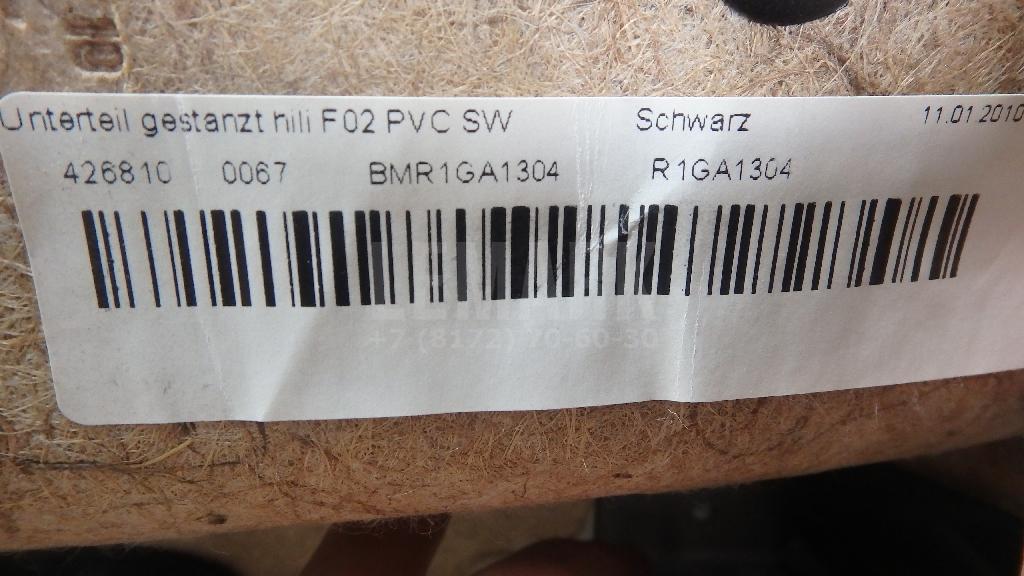 Unterteil gestanzt hili F02 PVC SW Schwarz 11.01.2010
426810 0067 BMR1GA1304 R1GA1304
LEMARK
+7 (8172) 70-60-30